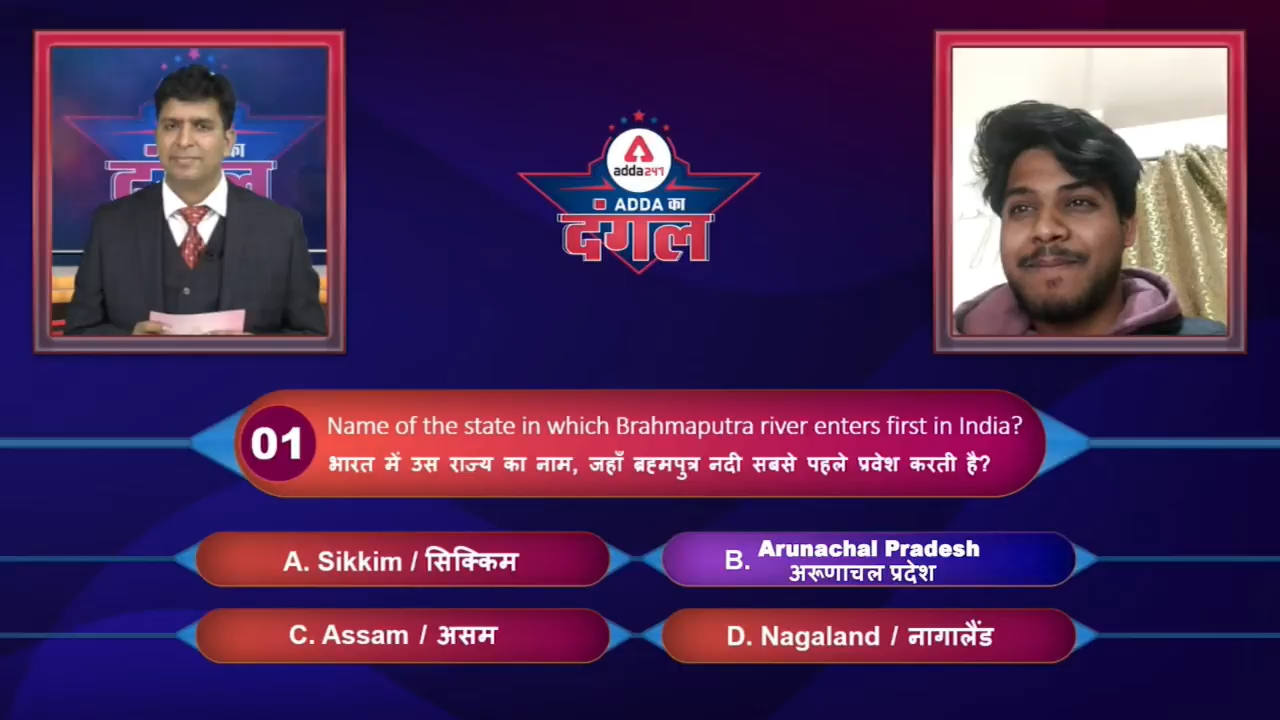 का
दंगल
adda247
ADDA का
दंगल
01
Name of the state in which Brahmaputra river enters first in India?
भारत में उस राज्य का नाम, जहाँ ब्रह्मपुत्र नदी सबसे पहले प्रवेश करती है?
A. Sikkim / सिक्किम
B. Arunachal Pradesh
अरूणाचल प्रदेश
C. Assam / असम
D. Nagaland / नागालैंड